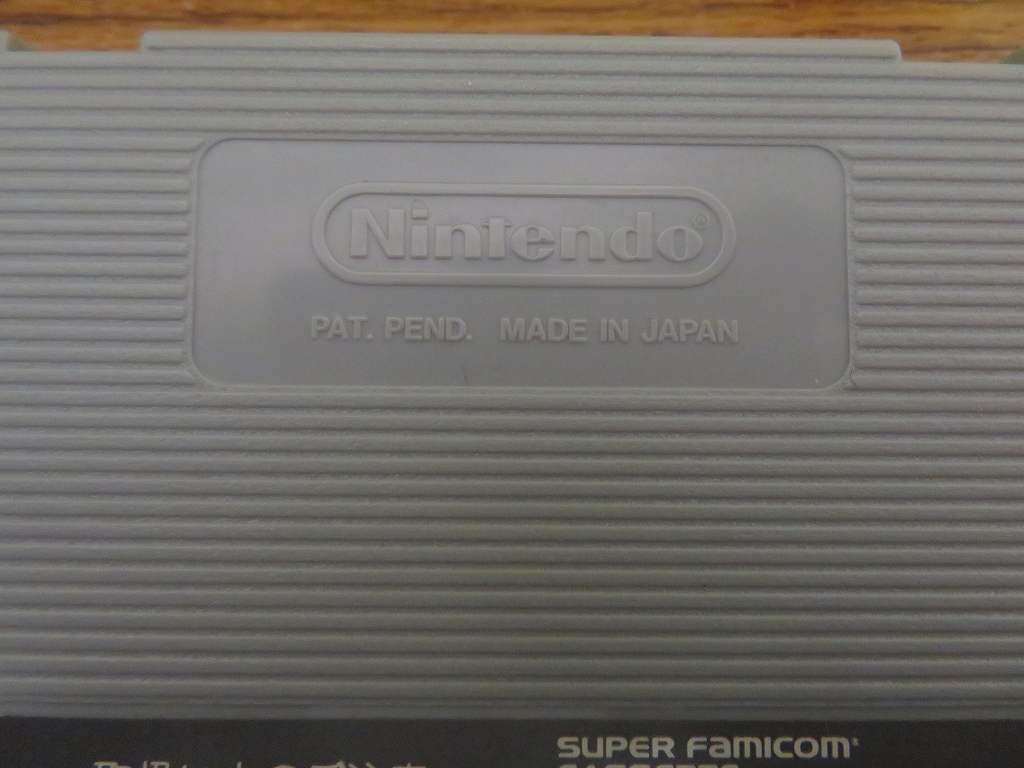 Nintendo®
PAT. PEND. MADE IN JAPAN
SUPER FAMICOM